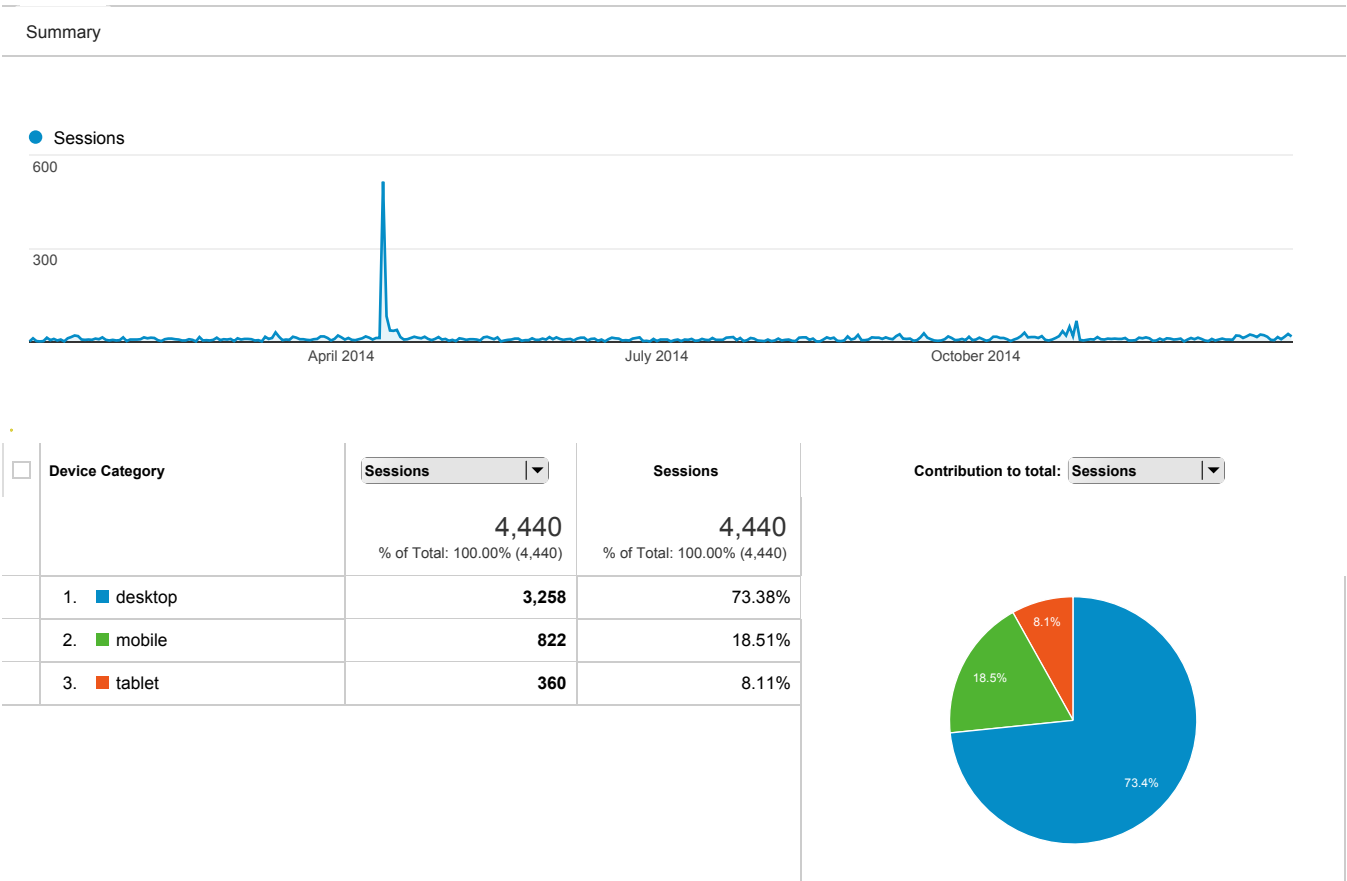 Summary
Sessions
600
300
April 2014 July 2014 October 2014
Device Category Sessions Sessions Contribution to total: Sessions
4,440 4,440
% of Total: 100.00% (4,440) % of Total: 100.00% (4,440)
1. desktop 3,258 73.38%
2. mobile 822 18.51%
3. tablet 360 8.11%
8.1%
18.5%
73.4%